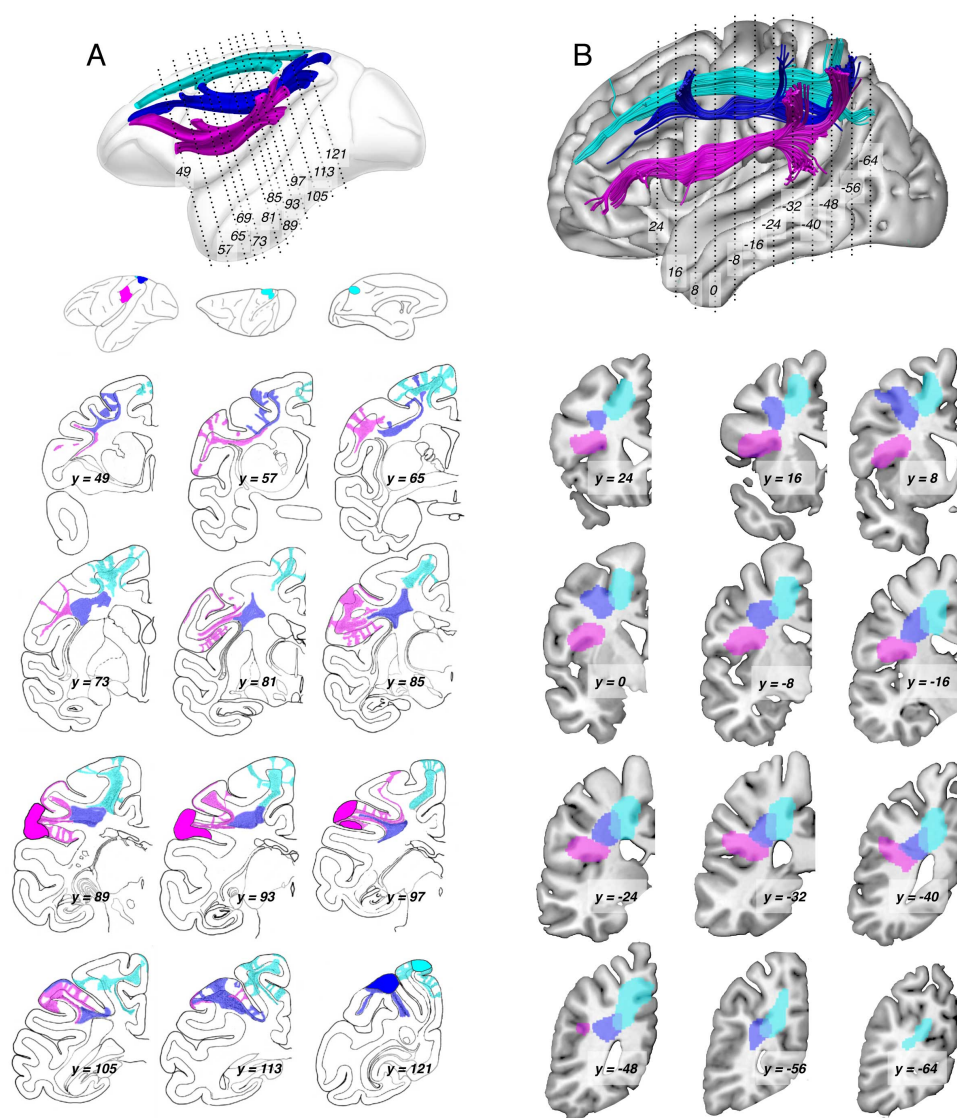 A
B
49
121
97
113
85
93
105
69
81
89
65
73
57
-64
-56
-32
-48
24
-24
-40
-16
16
-8
8
0
y = 49
y = 57
y = 65
y = 24
y = 16
y = 8
y = 73
y = 81
y = 85
y = 0
y = -8
y = -16
y = 89
y = 93
y = 97
y = -24
y = -32
y = -40
y = 105
y = 113
y = 121
y = -48
y = -56
y = -64